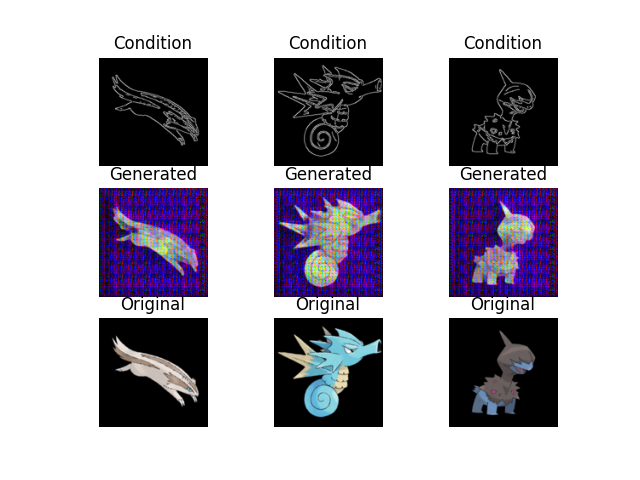 Condition Condition Condition
Generated Generated Generated
Original Original Original